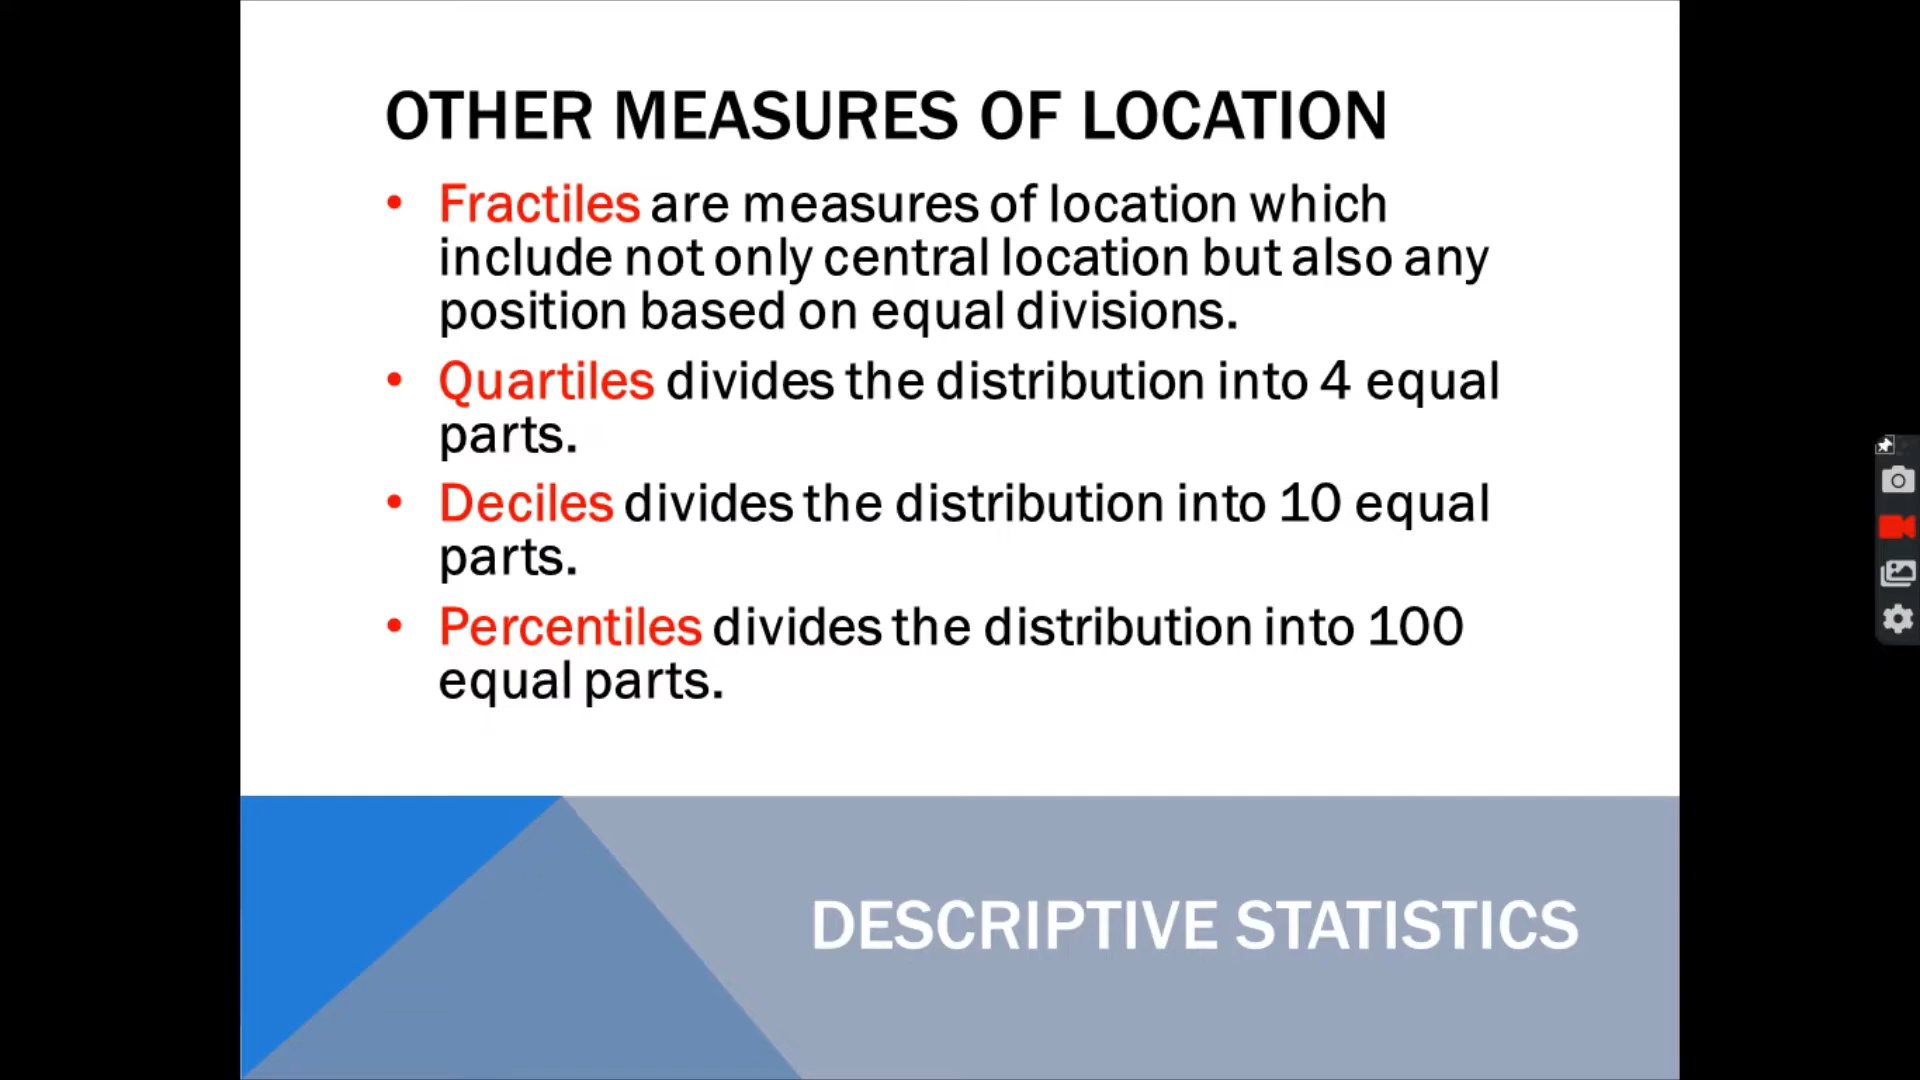 OTHER MEASURES OF LOCATION
• Fractiles are measures of location which
include not only central location but also any
position based on equal divisions.
• Quartiles divides the distribution into 4 equal
parts.
• Deciles divides the distribution into 10 equal
parts.
• Percentiles divides the distribution into 100
equal parts.
DESCRIPTIVE STATISTICS